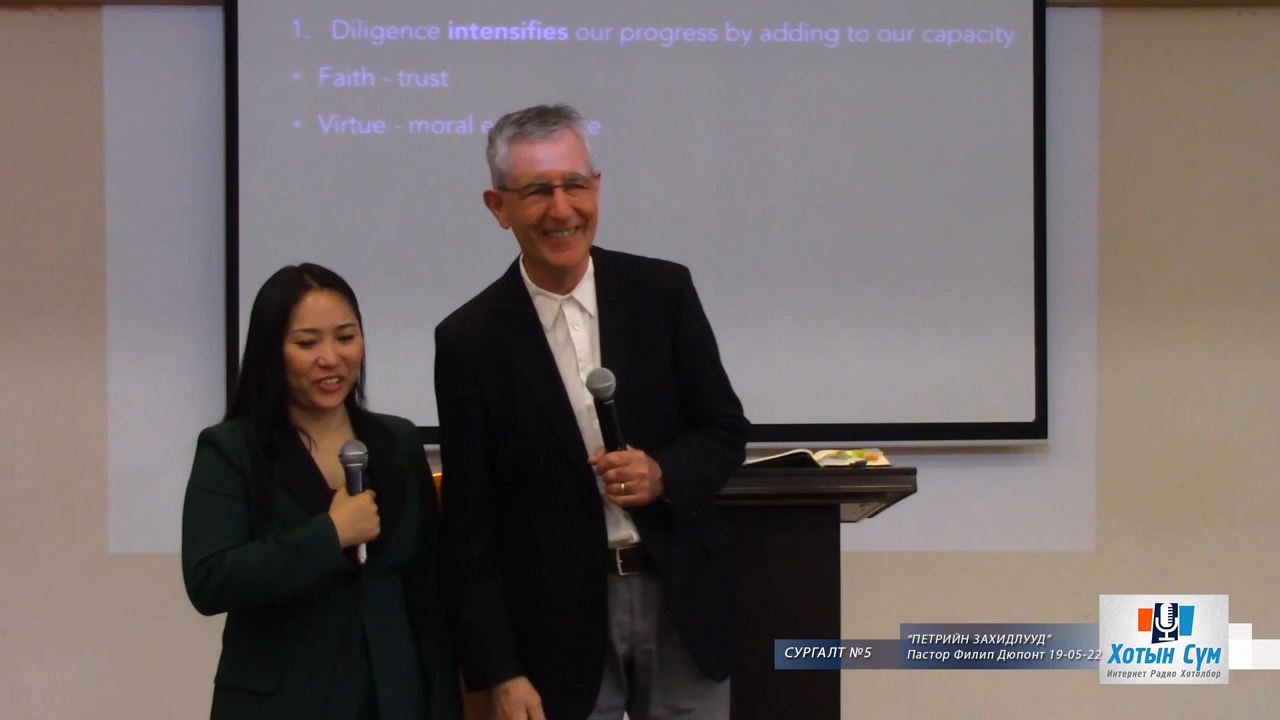 1. Diligence intensifies our progress by adding to our capacity
• Faith - trust
• Virtue - moral
СУРГАЛТ №5
"ПЕТРИЙН ЗАХИДЛУУД"
Пастор Филип Дюпонт 19-05-22
Хотын Сүм
Интернет Радио Хөтөлбөр